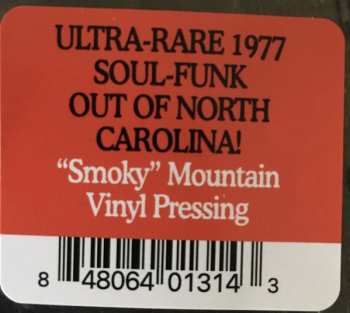 ULTRA-RARE 1977
SOUL-FUNK
OUT OF NORTH
CAROLINA!
“Smoky” Mountain
Vinyl Pressing
8 48064 01314 3